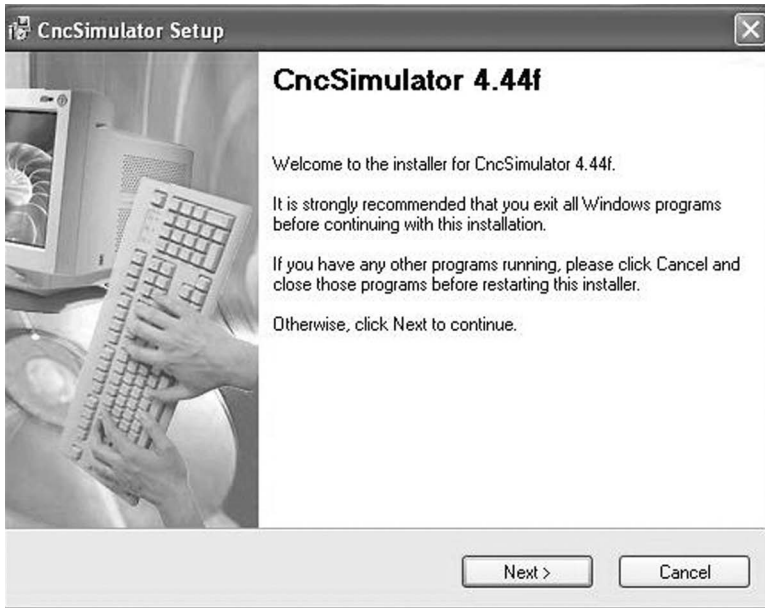 CncSimulator Setup
CncSimulator 4.44f
Welcome to the installer for CncSimulator 4.44f.
It is strongly recommended that you exit all Windows programs
before continuing with this installation.
If you have any other programs running, please click Cancel and
close those programs before restarting this installer.
Otherwise, click Next to continue.
Next >
Cancel